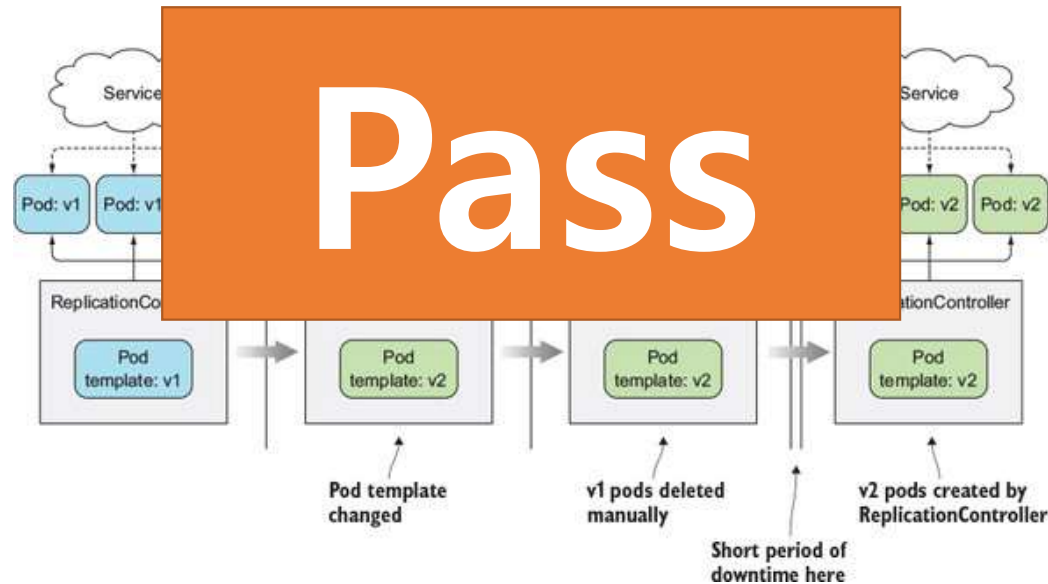 Service
Pass
Service
Pod: v1
Pod: v1
Pod: v2
Pod: v2
Pod
template: v1
Pod
template: v2
Pod
template: v2
ReplicationController
Pod
template: v2
Pod template
changed
v1 pods deleted
manually
v2 pods created by
ReplicationController
Short period of
downtime here